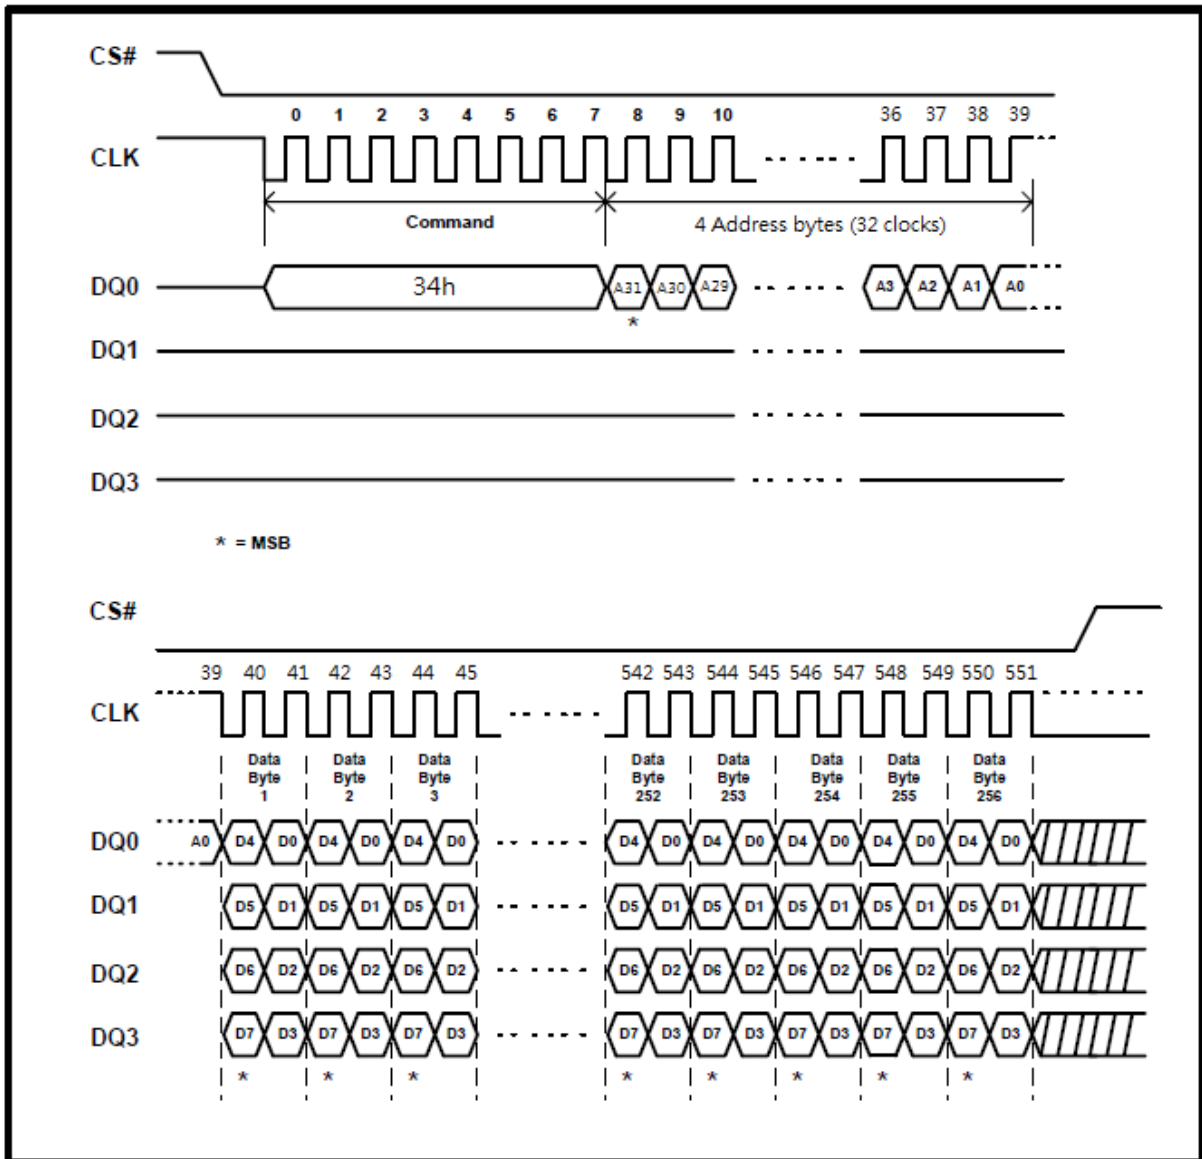 CS#
0 1 2 3 4 5 6 7 8 9 10 36 37 38 39
CLK
Command 4 Address bytes (32 clocks)
DQ0 34h A31 A30 A29 A3 A2 A1 A0
*
DQ1
DQ2
DQ3
* = MSB
CS#
39 40 41 42 43 44 45 542 543 544 545 546 547 548 549 550 551
CLK
Data Data Data Data Data Data Data Data
Byte Byte Byte Byte Byte Byte Byte Byte
1 2 3 252 253 254 255 256
DQ0 A0 D4 D0 D4 D0 D4 D0 D4 D0 D4 D0 D4 D0 D4 D0 D4 D0
DQ1 D5 D1 D5 D1 D5 D1 D5 D1 D5 D1 D5 D1 D5 D1 D5 D1
DQ2 D6 D2 D6 D2 D6 D2 D6 D2 D6 D2 D6 D2 D6 D2 D6 D2
DQ3 D7 D3 D7 D3 D7 D3 D7 D3 D7 D3 D7 D3 D7 D3 D7 D3
* * * * * * * *